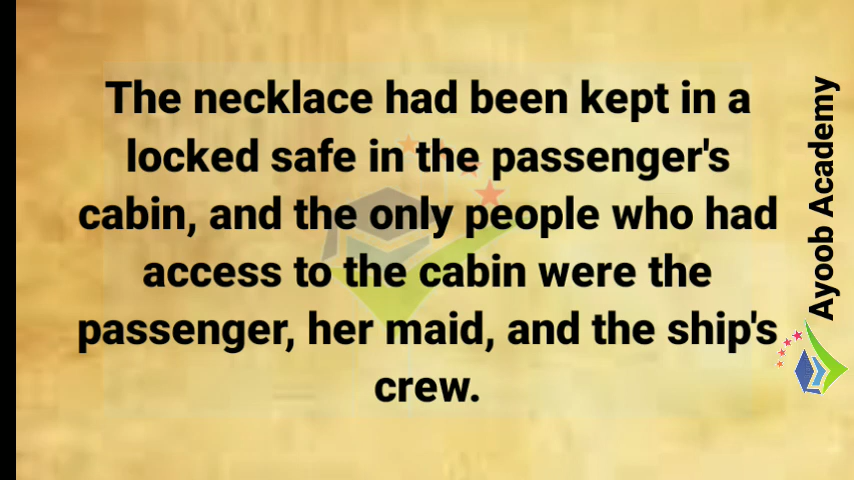 The necklace had been kept in a
locked safe in the passenger's
cabin, and the only people who had
access to the cabin were the
passenger, her maid, and the ship's
crew.
Ayoob Academy